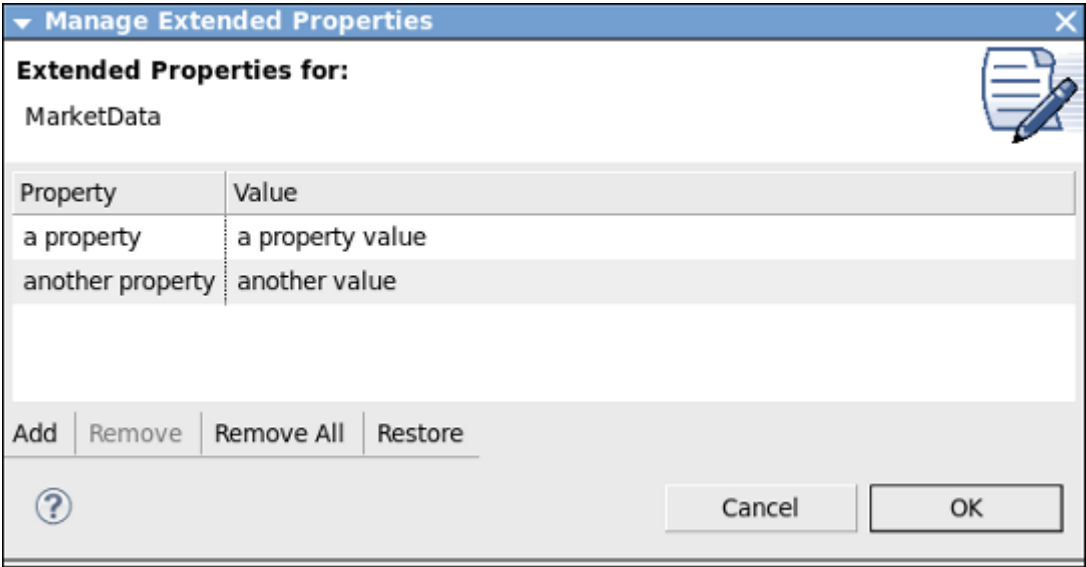 Manage Extended Properties
Extended Properties for:
MarketData
Property Value
a property a property value
another property another value
Add Remove Remove All Restore
? Cancel OK